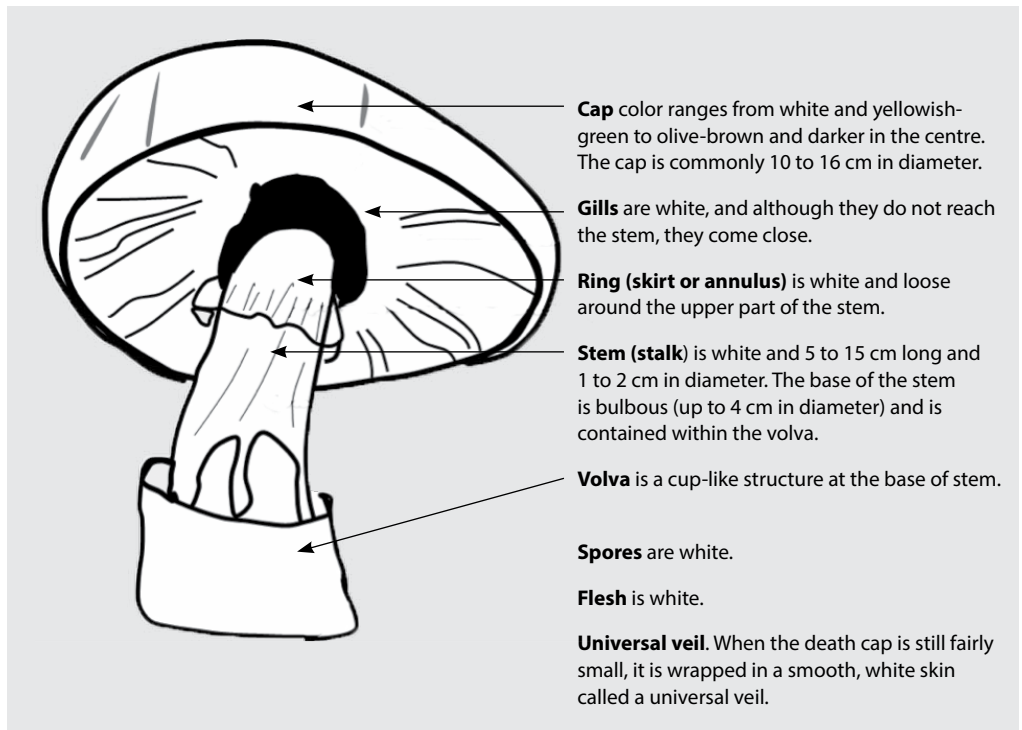 Cap color ranges from white and yellowish-
green to olive-brown and darker in the centre.
The cap is commonly 10 to 16 cm in diameter.
Gills are white, and although they do not reach
the stem, they come close.
Ring (skirt or annulus) is white and loose
around the upper part of the stem.
Stem (stalk) is white and 5 to 15 cm long and
1 to 2 cm in diameter. The base of the stem
is bulbous (up to 4 cm in diameter) and is
contained within the volva.
Volva is a cup-like structure at the base of stem.
Spores are white.
Flesh is white.
Universal veil. When the death cap is still fairly
small, it is wrapped in a smooth, white skin
called a universal veil.